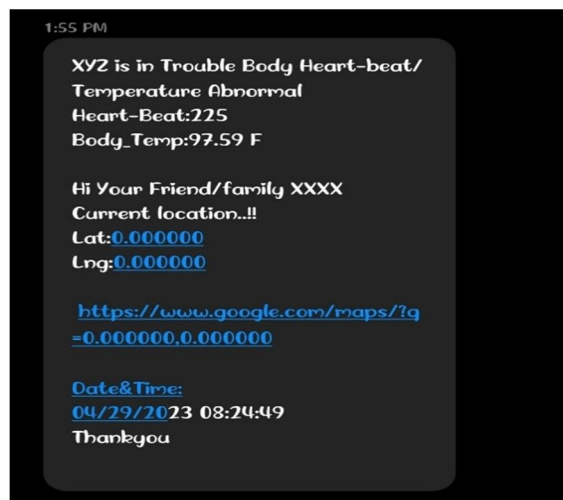 1:55 PM
XYZ is in Trouble Body Heart-beat/
Temperature Abnormal
Heart-Beat:225
Body_Temp:97.59 F
Hi Your Friend/family XXXX
Current location..!!
Lat:0.000000
Lng:0.000000
https://www.google.com/maps/?q
=0.000000,0.000000
Date&Time:
04/29/2023 08:24:49
Thankyou